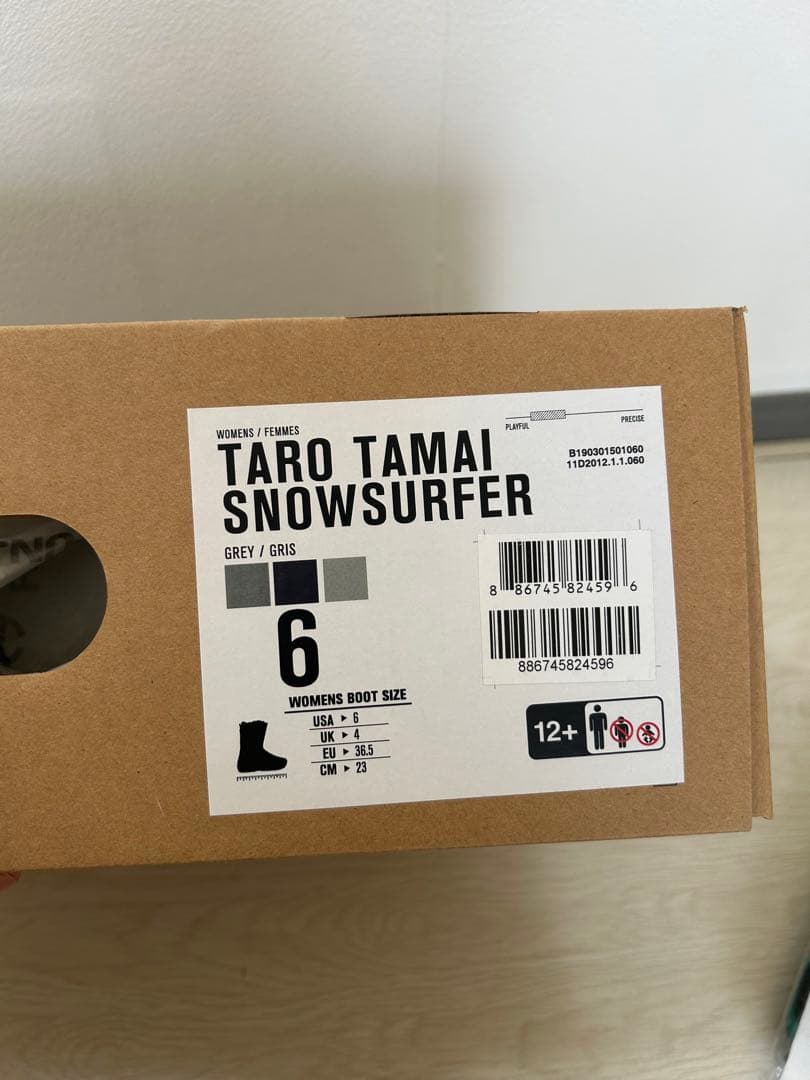 WOMENS / FEMMES
TARO TAMAI
SNOWSURFER
PLAYFUL
PRECISE
B190301501060
11D2012.1.1.060
GREY / GRIS
6
WOMENS BOOT SIZE
USA ▸ 6
UK ▸ 4
EU ▸ 36.5
CM ▸ 23
8 86745 82459 6
886745824596
12+